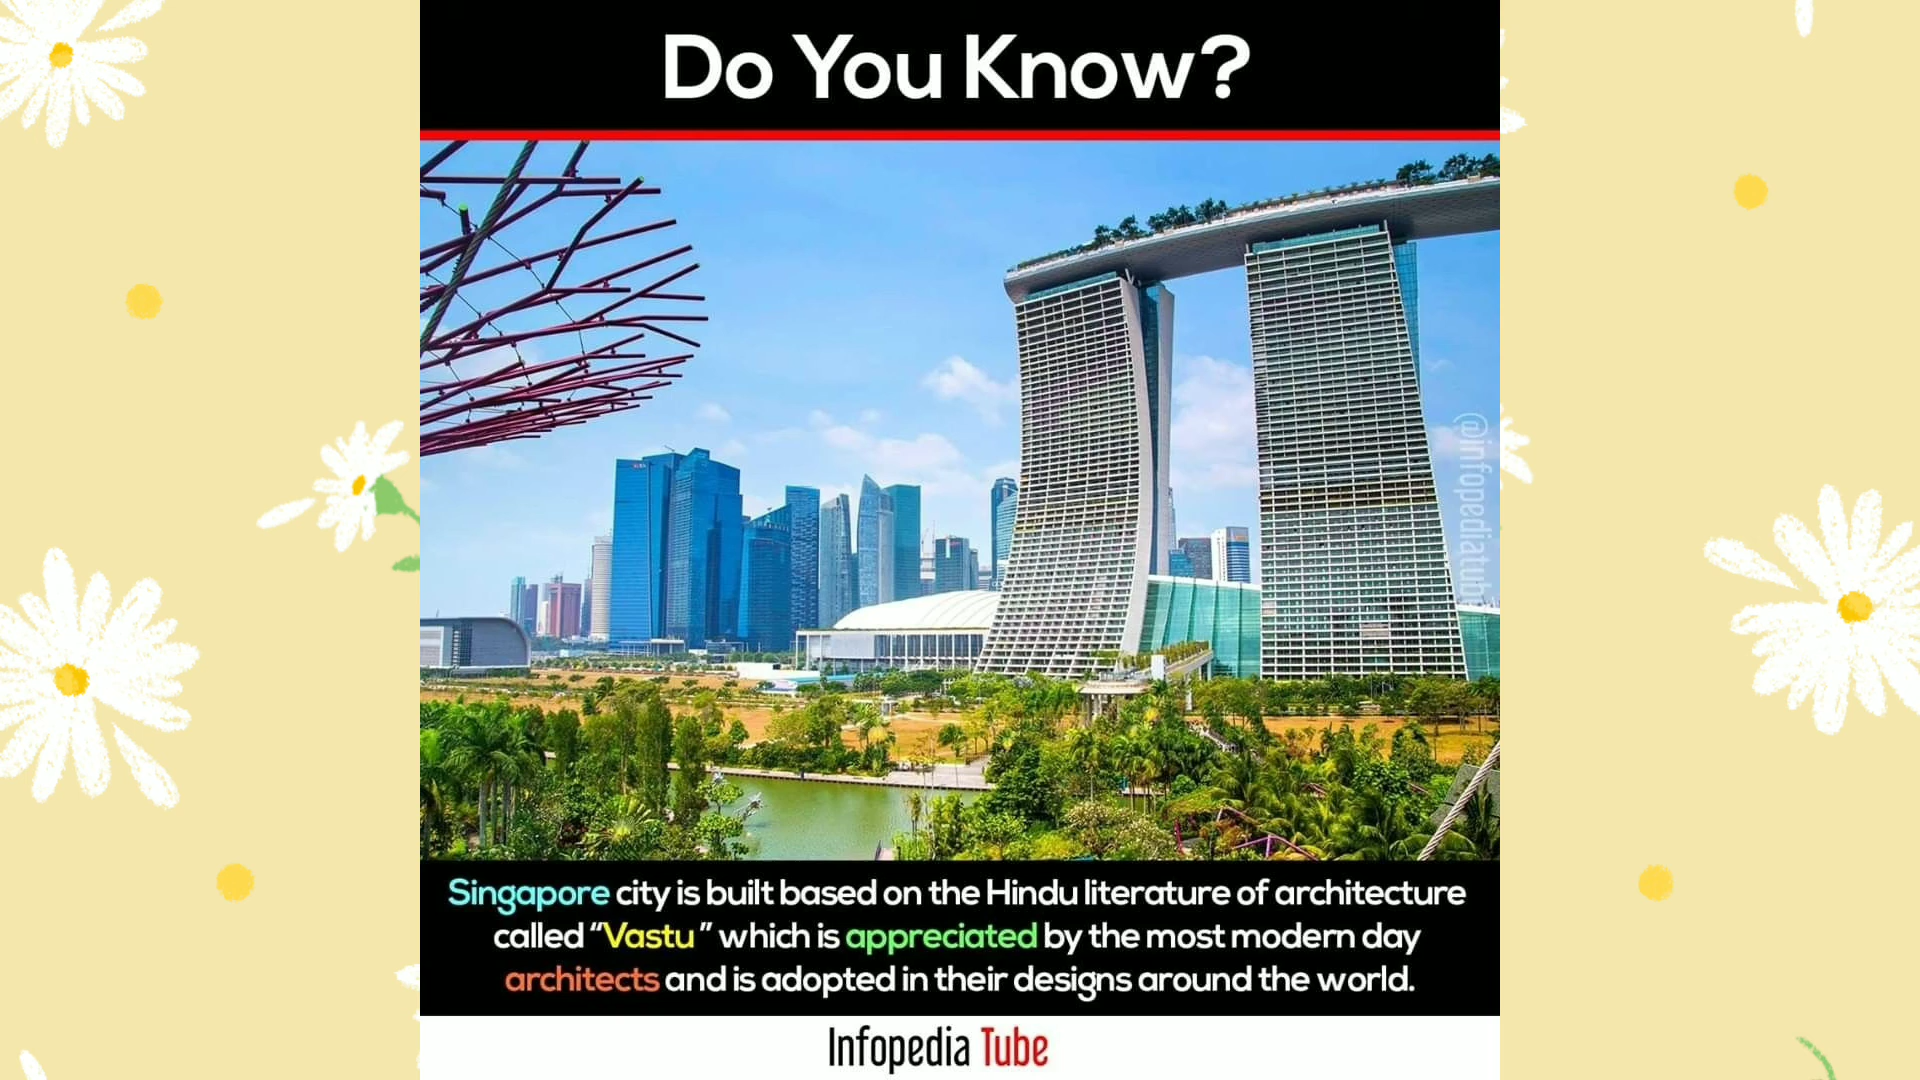 Do You Know?
@infopediatube
Singapore city is built based on the Hindu literature of architecture
called “Vastu” which is appreciated by the most modern day
architects and is adopted in their designs around the world.
Infopedia Tube